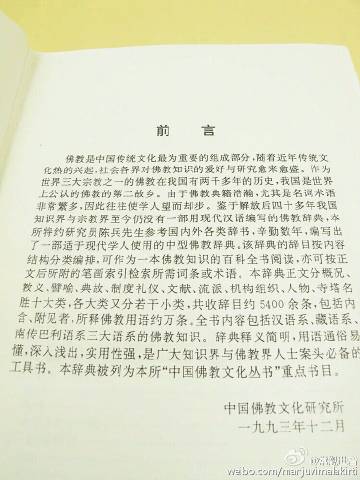 前言
佛教是中国传统文化最为重要的组成部分,随着近年传统文
化热的兴起,社会各界对佛教知识的爱好与研究愈来愈盛。作为
世界三大宗教之一的佛教在我国有两千多年的历史,我国是世界
上公认的佛教的第二故乡。由于佛教典籍浩瀚,尤其是名词术语
非常繁多,因此往往使学人望而却步。鉴于解放后四十多年我国
知识界与宗教界至今仍没有一部用现代汉语编写的佛教辞典,本
所特约研究员陈兵先生参考国内外各类辞书,辛勤数年,编写出
了一部适于现代学人使用的中型佛教辞典。该辞典的辞目按内容
结构分类编排,可作为一本佛教知识的百科全书阅读,亦可按正
文后所附的笔画索引检索所需词条或术语。本辞典正文分概况、
教义、譬喻、典故、制度礼仪、文献、流派、机构组织、人物、寺塔名
胜十大类,各大类又分若干小类,共收辞目约5400余条,包括内
含、附见者,所释佛教用语约万条。全书内容包括汉语系、藏语系、
南传巴利语系三大语系的佛教知识。辞典释义简明,用语通俗易
懂,深入浅出,实用性强,是广大知识界与佛教界人士案头必备的
工具书。本辞典被列为本所“中国佛教文化丛书”重点书目。
中国佛教文化研究所
一九九三年十二月
weibo.com/marjuvimalakirti